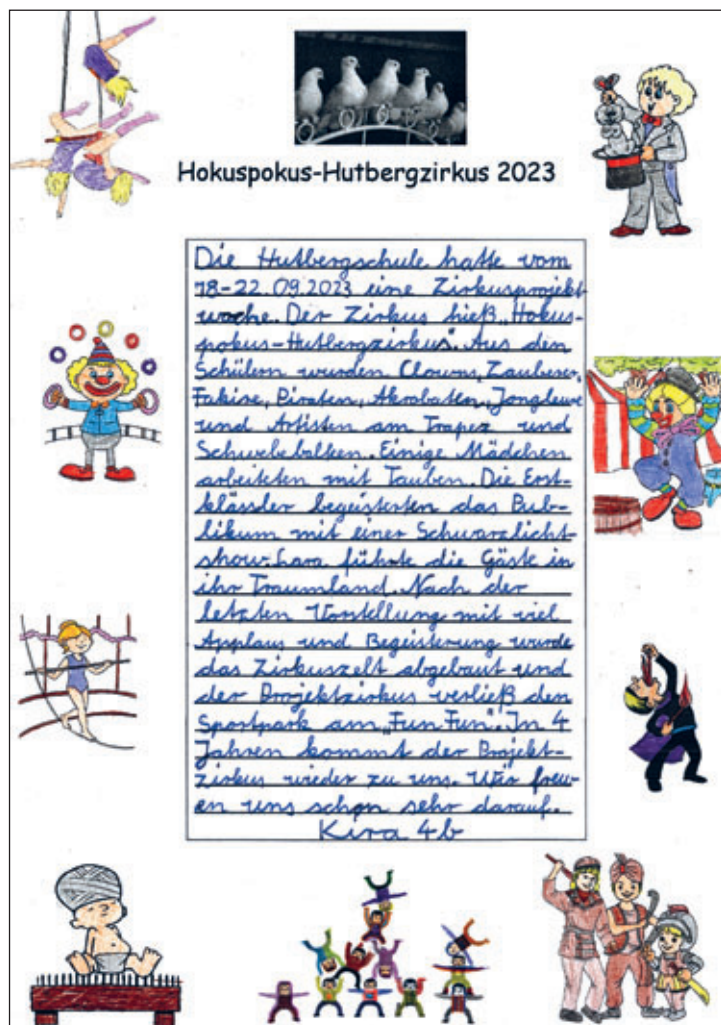 Hokuspokus-Hutbergzirkus 2023
Die Hutbergschule hatte vom
18-22.09.2023 eine Zirkusprojekt
woche. Der Zirkus hieß „Hokus-
pokus-Hutbergzirkus". Aus den
Schülern wurden Clowns, Zauberer,
Fakire, Piraten, Akrobaten, Jongleure
und Artisten am Trapez und
Schwebebalken. Einige Mädchen
arbeiteten mit Tauben. Die Erst-
klässler begeisterten das Pub-
likum mit einer Schwarzlicht-
show. Lara führte die Gäste in
ihr Traumland. Nach der
letzten Vorstellung mit viel
Applaus und Begeisterung wurde
das Zirkuszelt abgebaut und
der Projektzirkus verließ den
Sportpark am „Fun Fun". In 4
Jahren kommt der Projekt-
zirkus wieder zu uns. Wir freu-
en uns schon sehr darauf.
Kira 4b